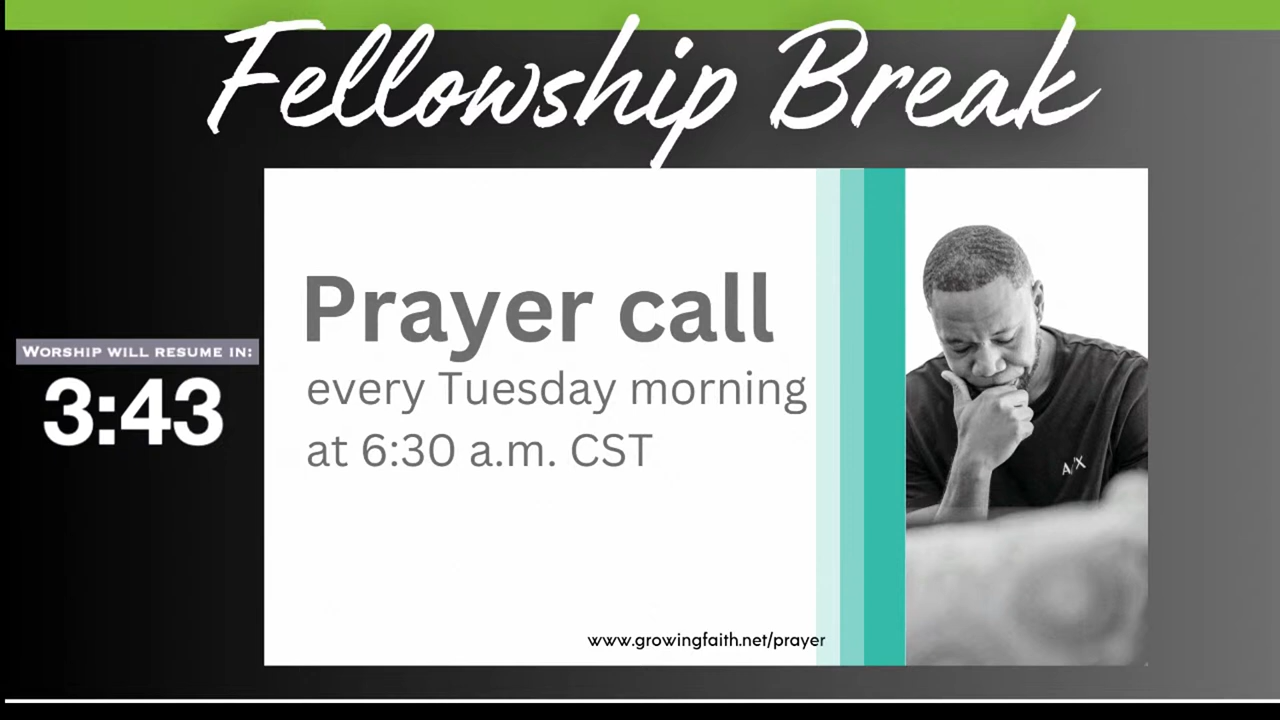 Fellowship Break
Prayer call
every Tuesday morning
at 6:30 a.m. CST
WORSHIP WILL RESUME IN:
3:43
A/X
www.growingfaith.net/prayer